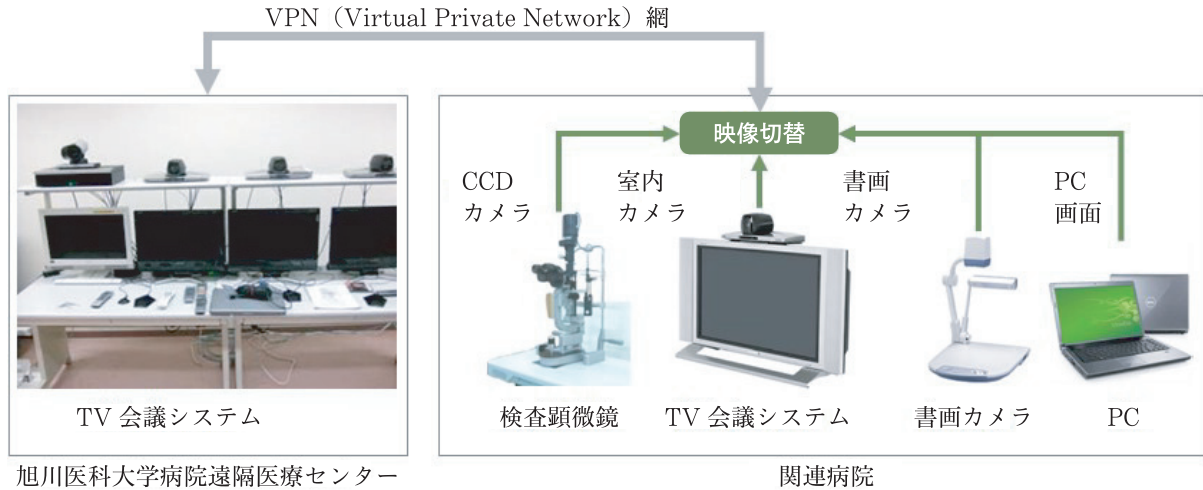 VPN（Virtual Private Network）網
映像切替
CCD
カメラ
室内
カメラ
書画
カメラ
PC
画面
TV 会議システム
検査顕微鏡
TV 会議システム
書画カメラ
PC
旭川医科大学病院遠隔医療センター
関連病院